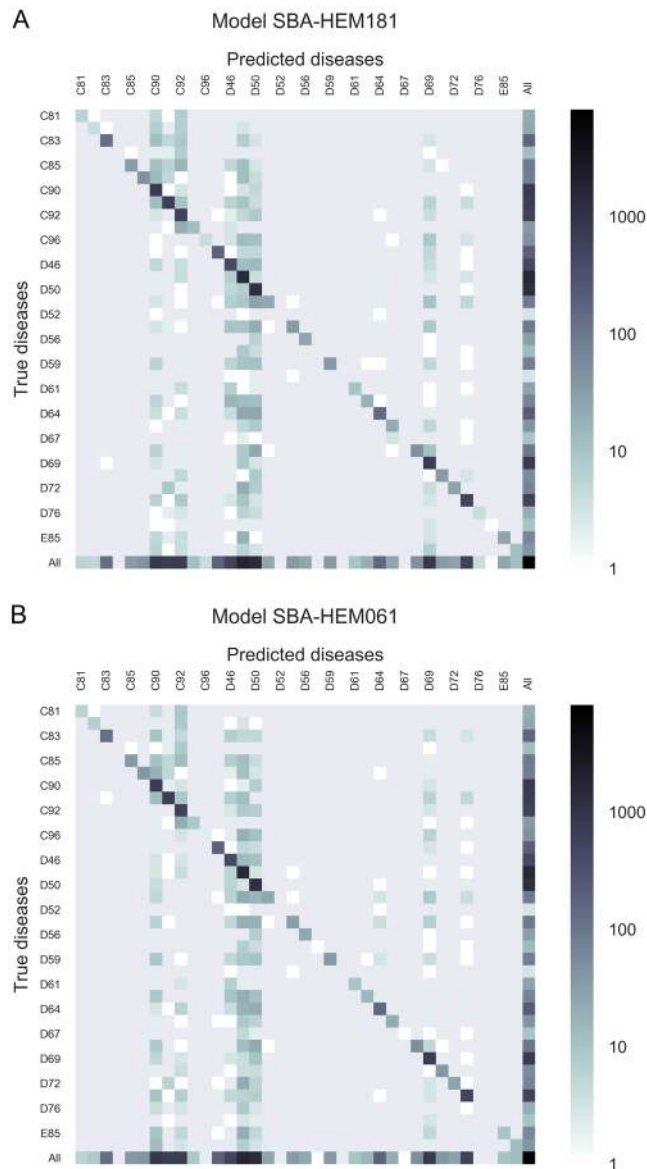 A
Model SBA-HEM181
Predicted diseases
C81 C83 C85 C90 C92 C96 D46 D50 D52 D56 D59 D61 D64 D67 D69 D72 D76 E85 All
True diseases
C81
C83
C85
C90
C92
C96
D46
D50
D52
D56
D59
D61
D64
D67
D69
D72
D76
E85
All
1000
100
10
1
B
Model SBA-HEM061
Predicted diseases
C81 C83 C85 C90 C92 C96 D46 D50 D52 D56 D59 D61 D64 D67 D69 D72 D76 E85 All
True diseases
C81
C83
C85
C90
C92
C96
D46
D50
D52
D56
D59
D61
D64
D67
D69
D72
D76
E85
All
1000
100
10
1